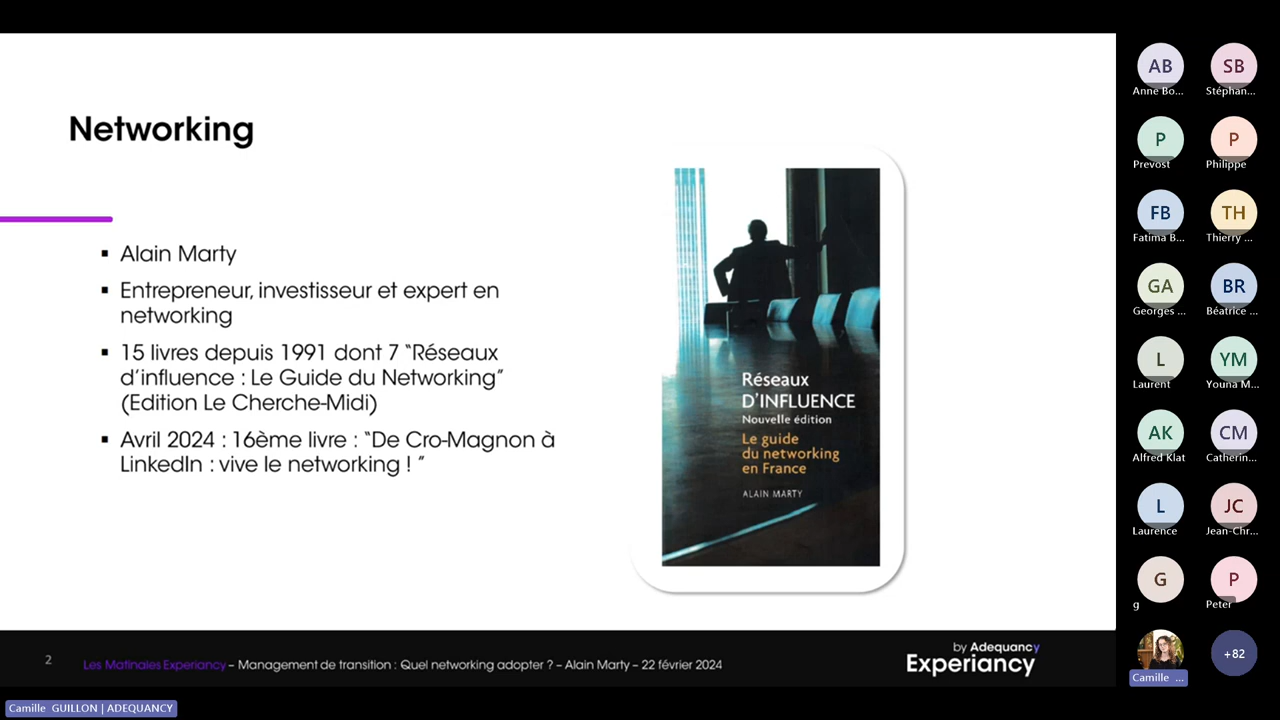 Networking
▪ Alain Marty
▪ Entrepreneur, investisseur et expert en
networking
▪ 15 livres depuis 1991 dont 7 “Réseaux
d’influence : Le Guide du Networking”
(Edition Le Cherche-Midi)
▪ Avril 2024 : 16ème livre : “De Cro-Magnon à
LinkedIn : vive le networking ! ”
Réseaux
D’INFLUENCE
Nouvelle édition
Le guide
du networking
en France
ALAIN MARTY
2
Les Matinales Experiancy – Management de transition : Quel networking adopter ? – Alain Marty – 22 février 2024
by Adequancy
Experiancy
AB
Anne Bo...
SB
Stéphan...
P
Prevost
P
Philippe
FB
Fatima B...
TH
Thierry ...
GA
Georges ...
BR
Béatrice ...
L
Laurent
YM
Youna M...
AK
Alfred Klat
CM
Catherin...
L
Laurence
JC
Jean-Chr...
G
g
P
Peter
Camille ...
+82
Camille GUILLON | ADEQUANCY